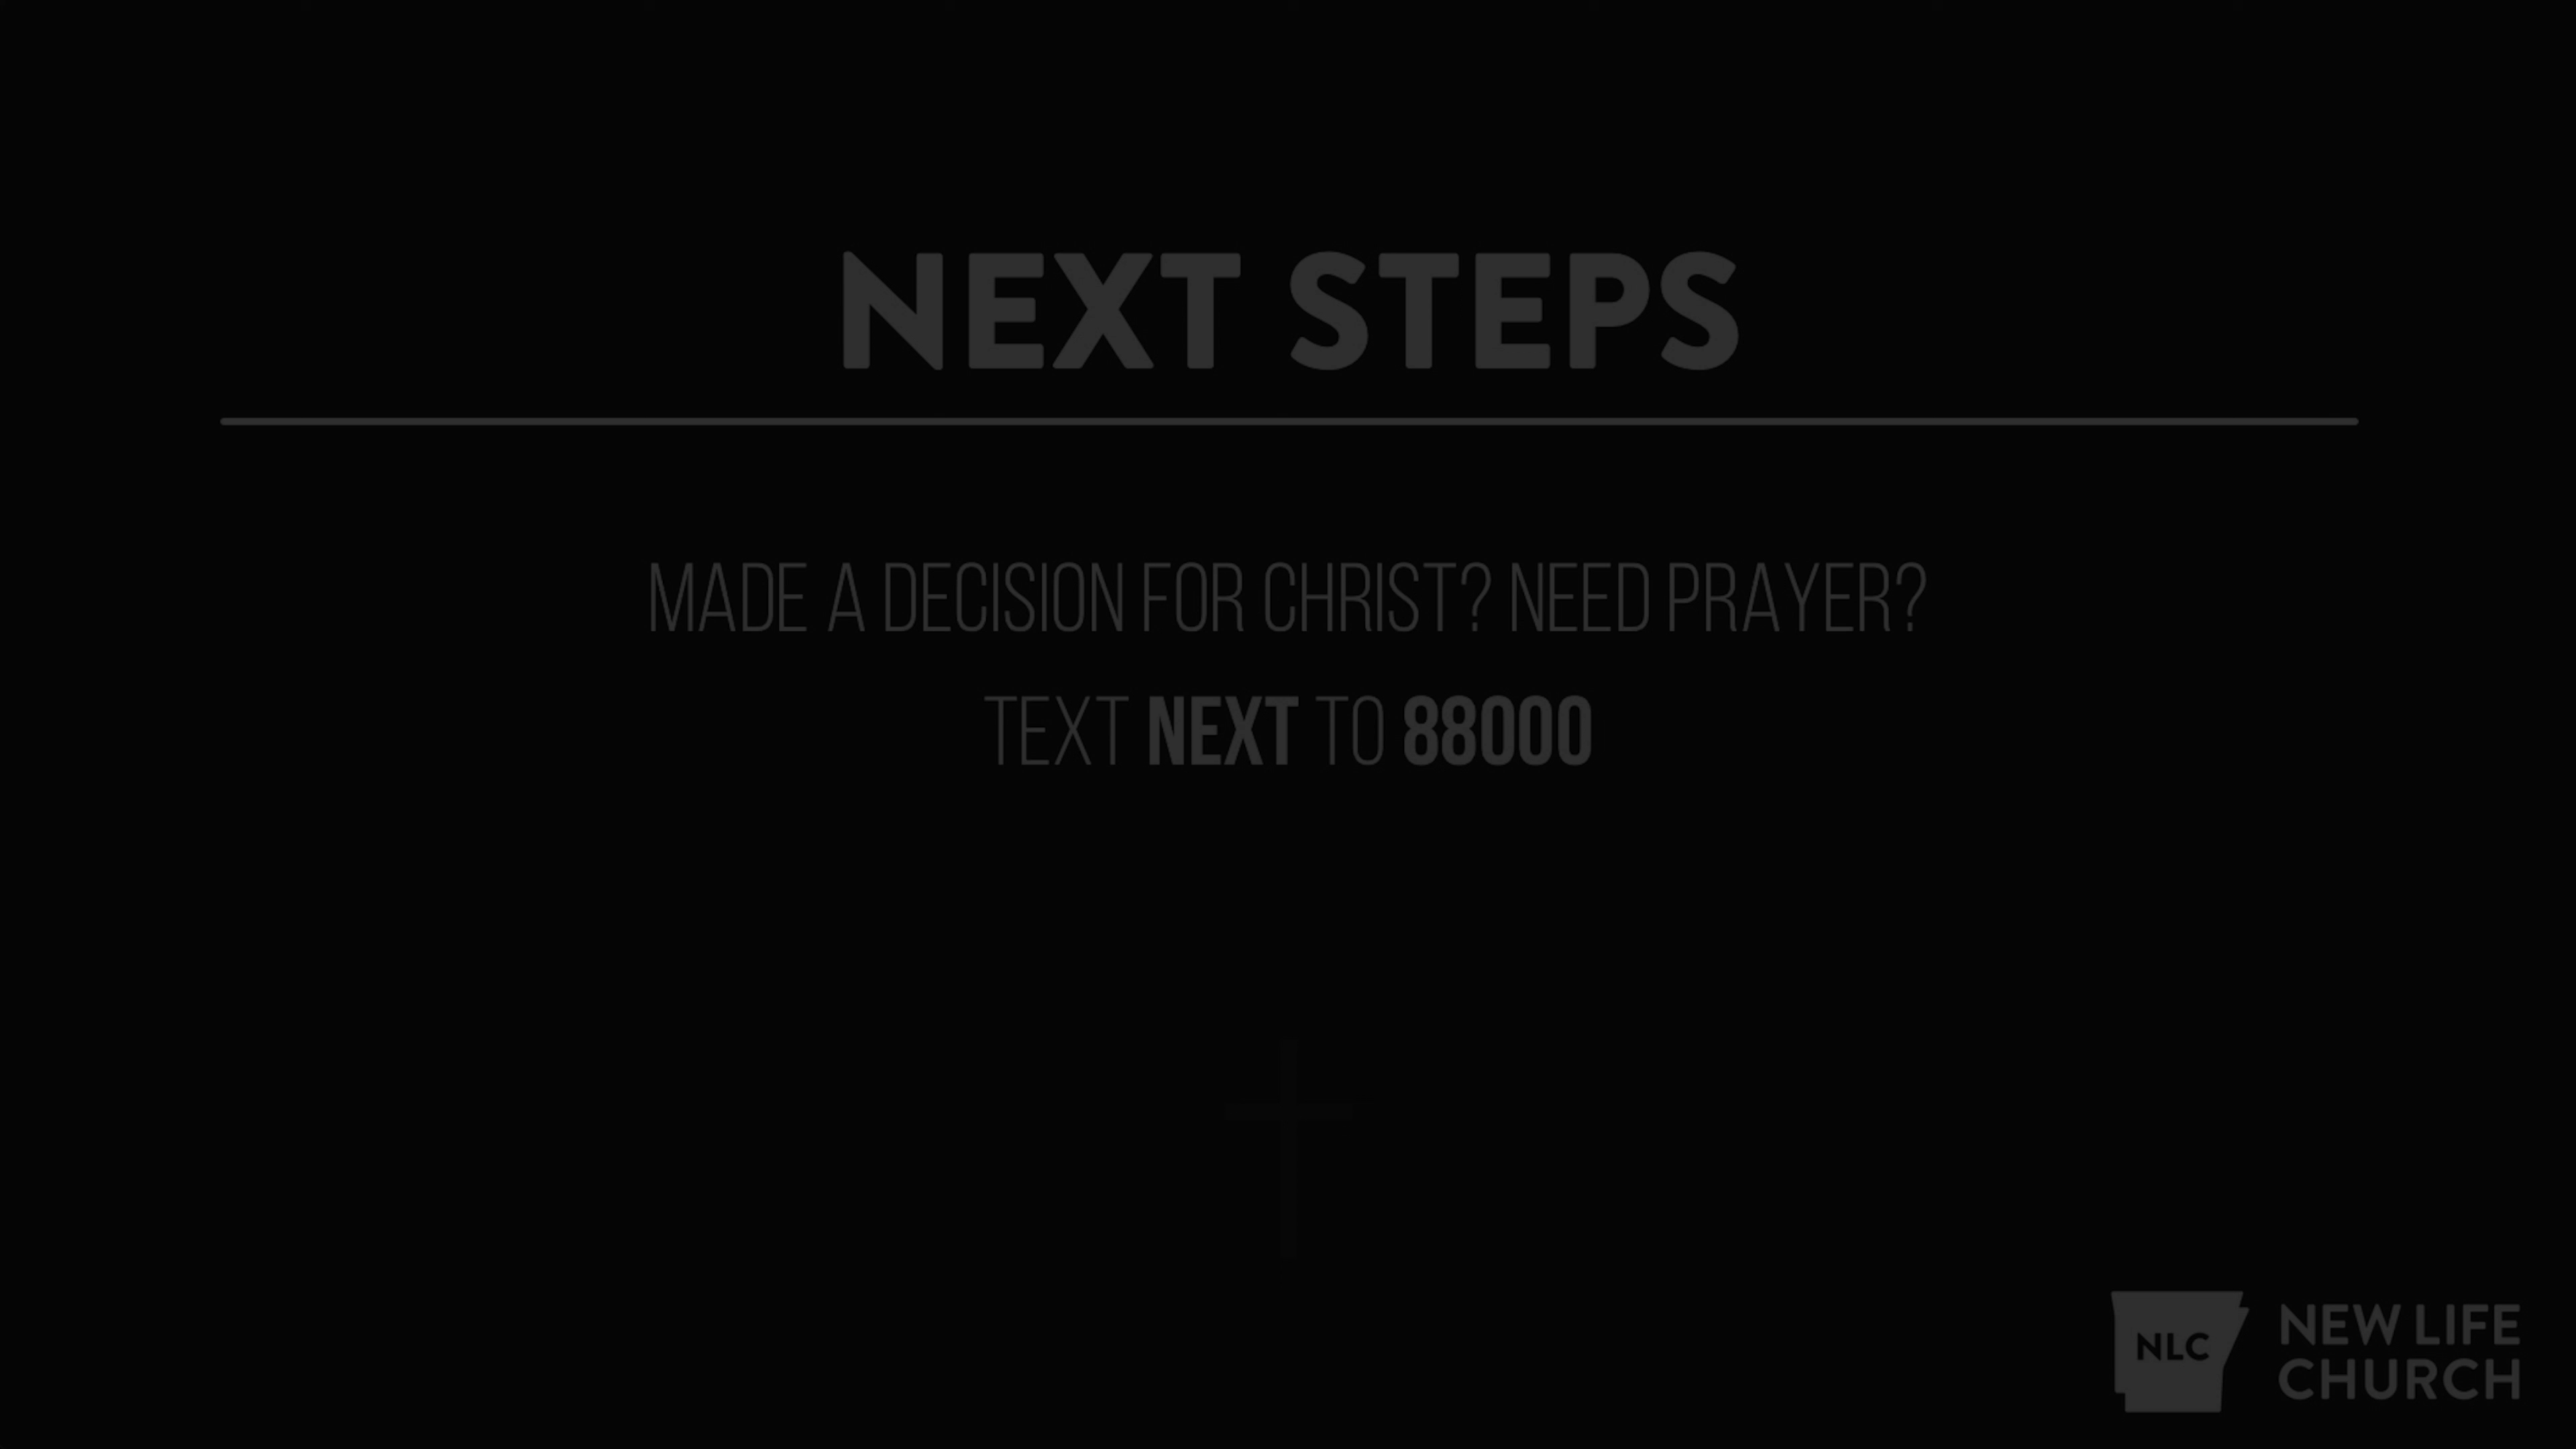 NEXT STEPS
MADE A DECISION FOR CHRIST? NEED PRAYER?
TEXT NEXT TO 88000
NLC
NEW LIFE
CHURCH